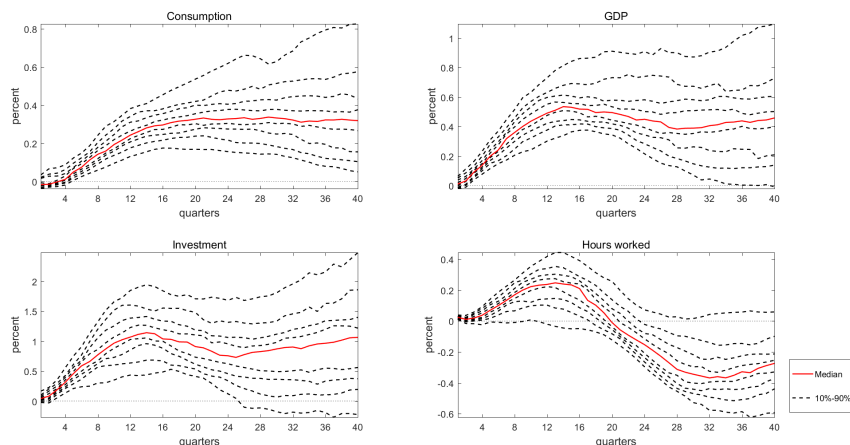 Consumption
0.8
0.6
0.4
0.2
0
percent
4 8 12 16 20 24 28 32 36 40
quarters
GDP
1
0.8
0.6
0.4
0.2
0
percent
4 8 12 16 20 24 28 32 36 40
quarters
Investment
2
1.5
1
0.5
0
percent
4 8 12 16 20 24 28 32 36 40
quarters
Hours worked
0.4
0.2
0
-0.2
-0.4
-0.6
percent
4 8 12 16 20 24 28 32 36 40
quarters
Median
10%-90%